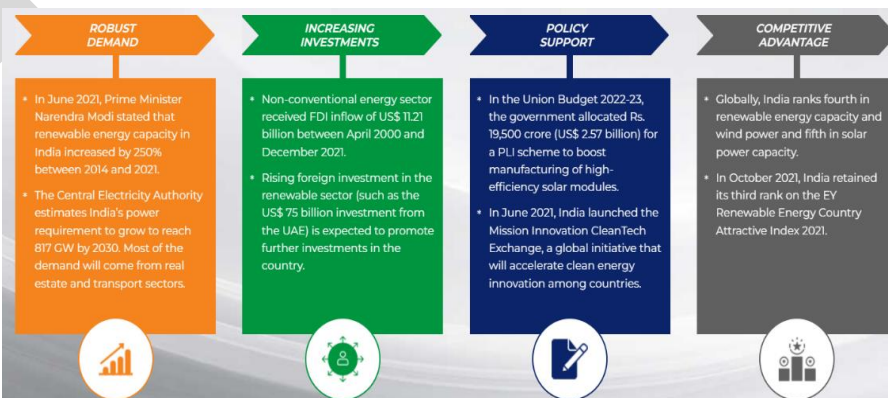 ROBUST
DEMAND
* In June 2021, Prime Minister
Narendra Modi stated that
renewable energy capacity in
India increased by 250%
between 2014 and 2021.
* The Central Electricity Authority
estimates India's power
requirement to grow to reach
817 GW by 2030. Most of the
demand will come from real
estate and transport sectors.
INCREASING
INVESTMENTS
* Non-conventional energy sector
received FDI inflow of US$ 11.21
billion between April 2000 and
December 2021.
* Rising foreign investment in the
renewable sector (such as the
US$ 75 billion investment from
the UAE) is expected to promote
further investments in the
country.
POLICY
SUPPORT
* In the Union Budget 2022-23,
the government allocated Rs.
19,500 crore (US$ 2.57 billion) for
a PLI scheme to boost
manufacturing of high-
efficiency solar modules.
* In June 2021, India launched the
Mission Innovation CleanTech
Exchange, a global initiative that
will accelerate clean energy
innovation among countries.
COMPETITIVE
ADVANTAGE
* Globally, India ranks fourth in
renewable energy capacity and
wind power and fifth in solar
power capacity.
* In October 2021, India retained
its third rank on the EY
Renewable Energy Country
Attractive Index 2021.